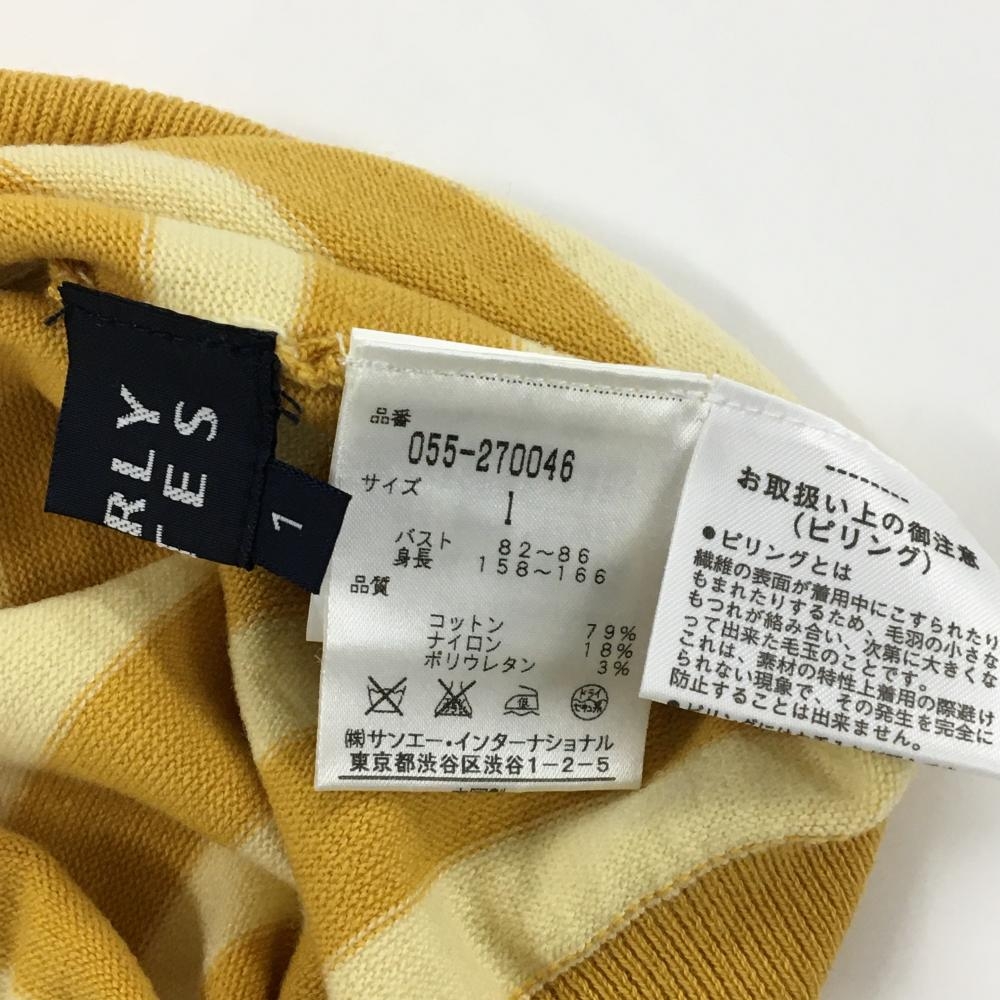 RLY
TES
1
品番
055-270046
サイズ
1
バスト 82～86
身長 158～166
品質
コットン 79%
ナイロン 18%
ポリウレタン 3%
低
ドライ
セキユ系
㈱サンエー・インターナショナル
東京都渋谷区渋谷1-2-5
お取扱い上の御注意
(ピリング)
●ピリングとは
繊維の表面が着用中にこすられたり
もまれたりするため、毛羽の小さな
もつれが絡み合い、次第に大きくな
って出来た毛玉のことです。
これは、素材の特性上着用の際避け
られない現象で、その発生を完全に
防止することは出来ません。